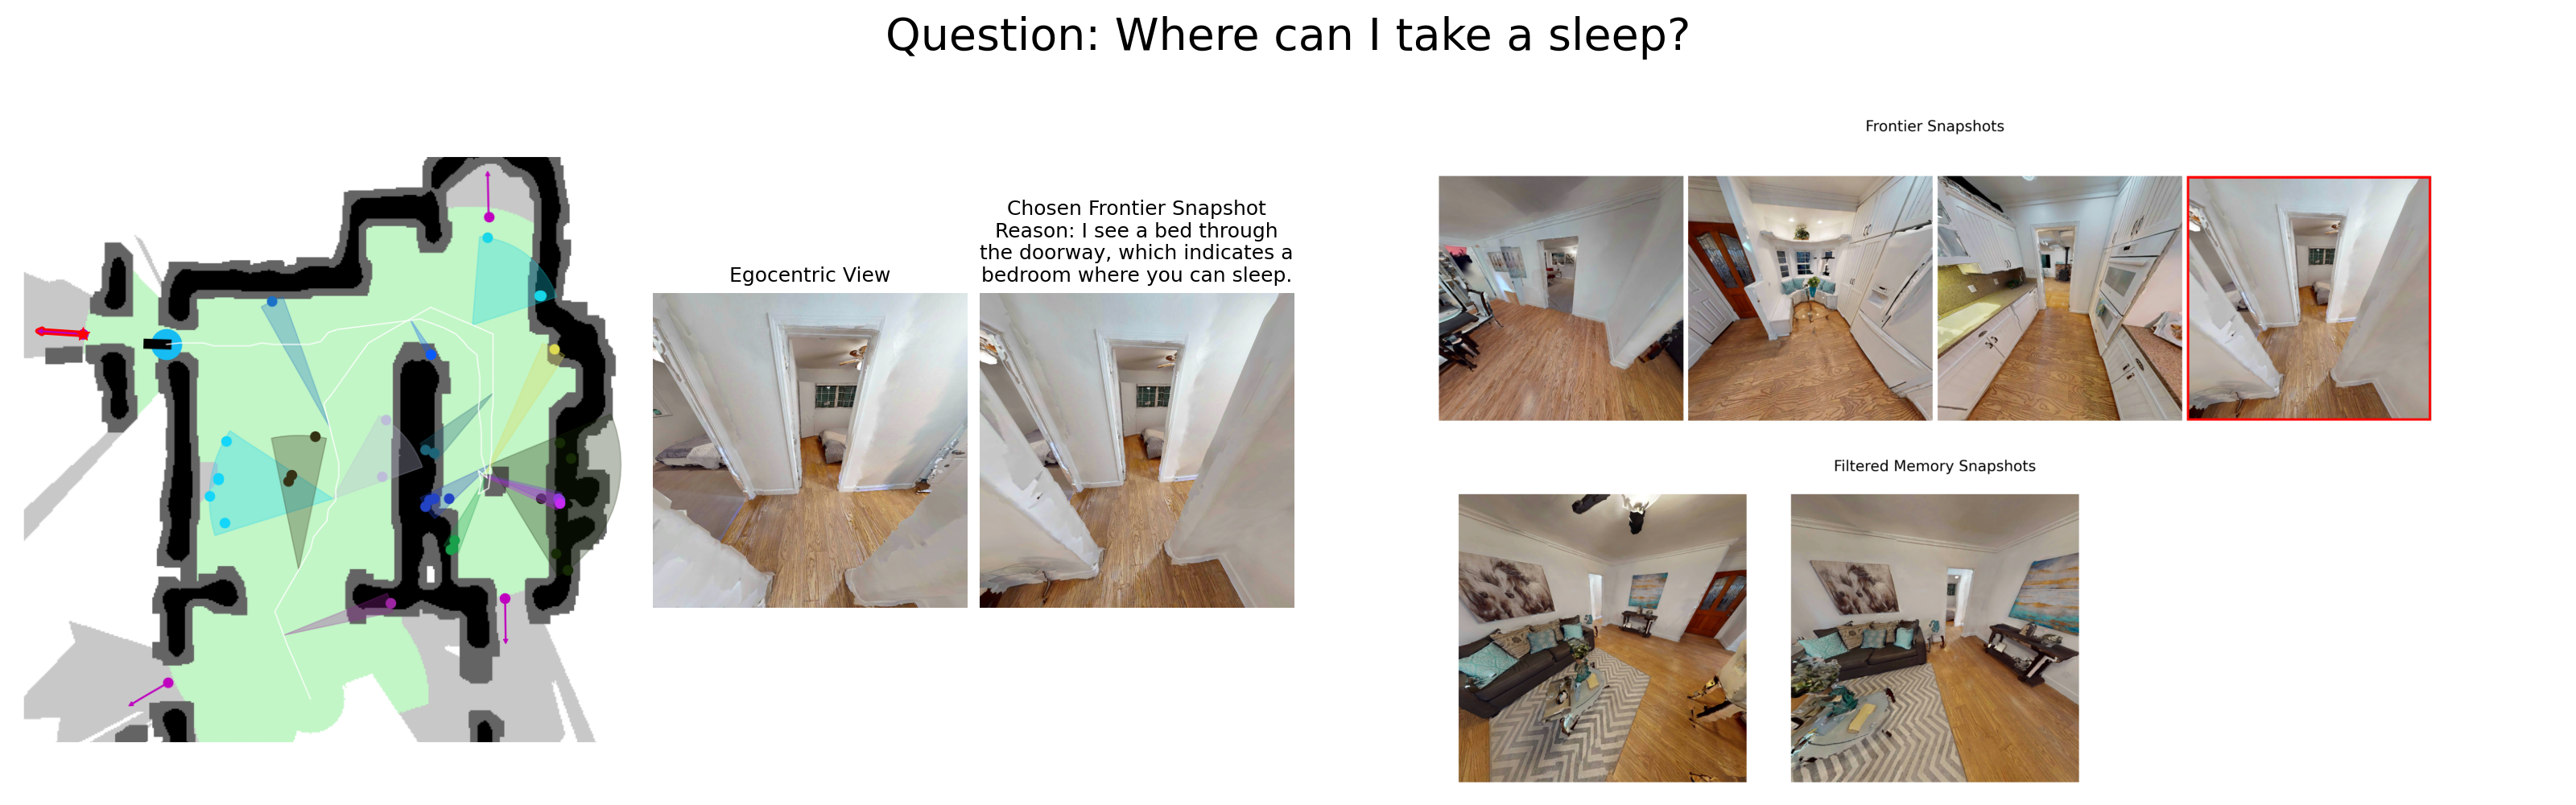 Question: Where can I take a sleep?
Frontier Snapshots
Chosen Frontier Snapshot
Reason: I see a bed through
the doorway, which indicates a
bedroom where you can sleep.
Egocentric View
Filtered Memory Snapshots